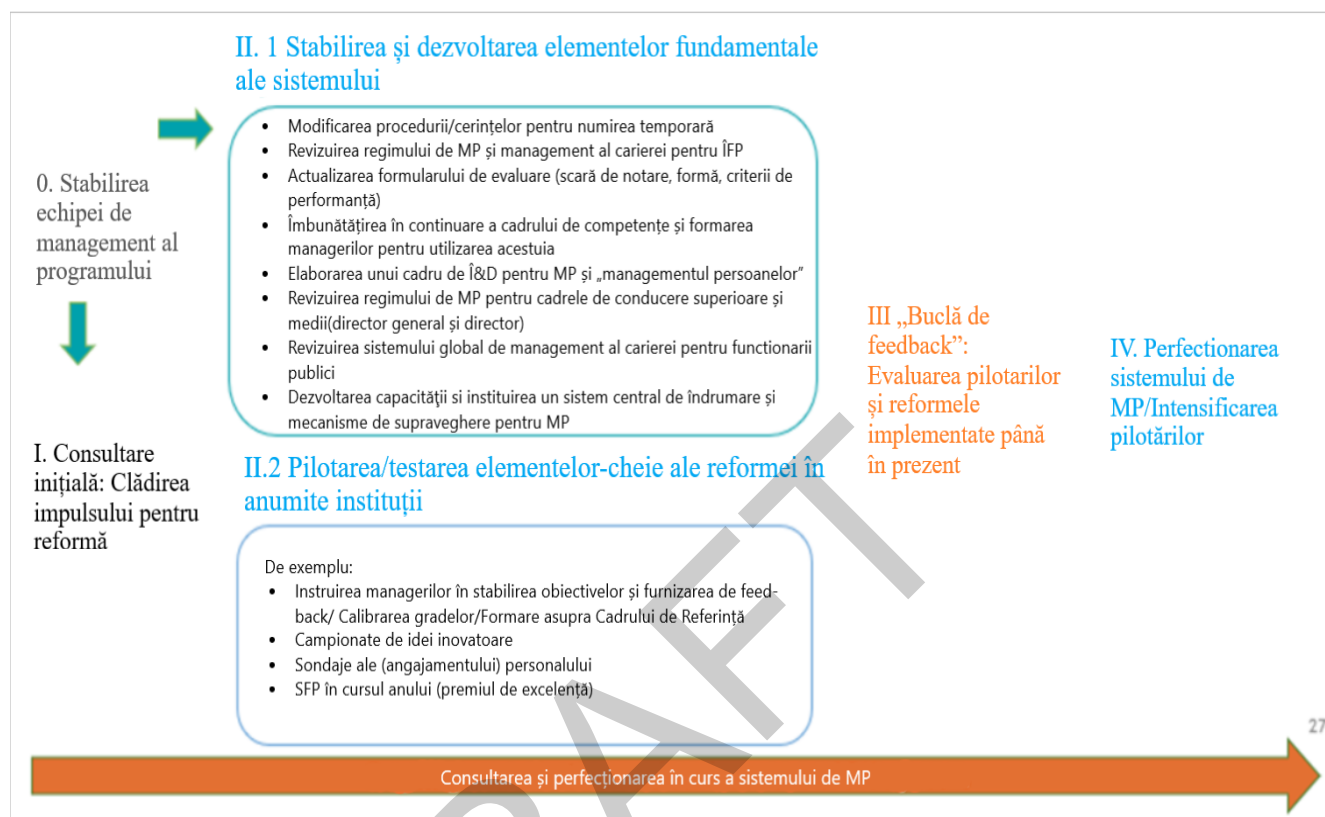 0. Stabilirea
echipei de
management al
programului
I. Consultare
inițială: Clădirea
impulsului pentru
reformă
II. 1 Stabilirea și dezvoltarea elementelor fundamentale
ale sistemului
• Modificarea procedurii/cerințelor pentru numirea temporară
• Revizuirea regimului de MP și management al carierei pentru ÎFP
• Actualizarea formularului de evaluare (scară de notare, formă, criterii de
performanță)
• Îmbunătățirea în continuare a cadrului de competențe și formarea
managerilor pentru utilizarea acestuia
• Elaborarea unui cadru de Î&D pentru MP și „managementul persoanelor”
• Revizuirea regimului de MP pentru cadrele de conducere superioare și
medii(director general și director)
• Revizuirea sistemului global de management al carierei pentru functionarii
publici
• Dezvoltarea capacităţii si instituirea un sistem central de îndrumare și
mecanisme de supraveghere pentru MP
II.2 Pilotarea/testarea elementelor-cheie ale reformei în
anumite instituții
De exemplu:
• Instruirea managerilor în stabilirea obiectivelor și furnizarea de feed-
back/ Calibrarea gradelor/Formare asupra Cadrului de Referință
• Campionate de idei inovatoare
• Sondaje ale (angajamentului) personalului
• SFP în cursul anului (premiul de excelență)
III „Buclă de
feedback”:
Evaluarea pilotarilor
și reformele
implementate până
în prezent
IV. Perfectionarea
sistemului de
MP/Intensificarea
pilotărilor
27
Consultarea și perfecționarea în curs a sistemului de MP
DRAFT